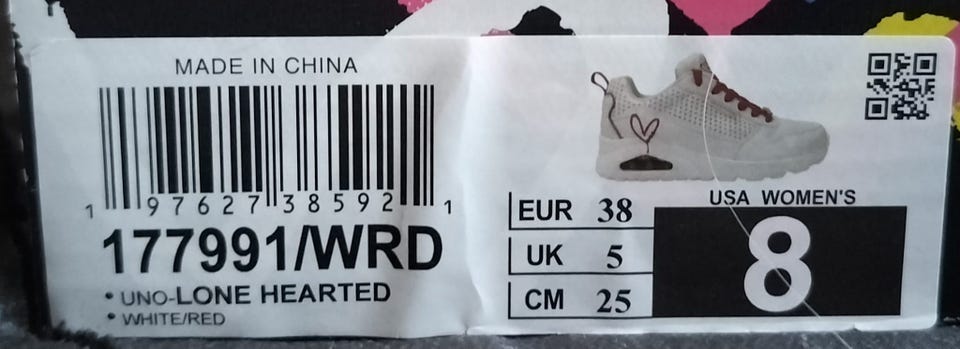 MADE IN CHINA
1 97627 38592 1
177991/WRD
• UNO-LONE HEARTED
• WHITE/RED
EUR 38
UK 5
CM 25
USA WOMEN'S
8